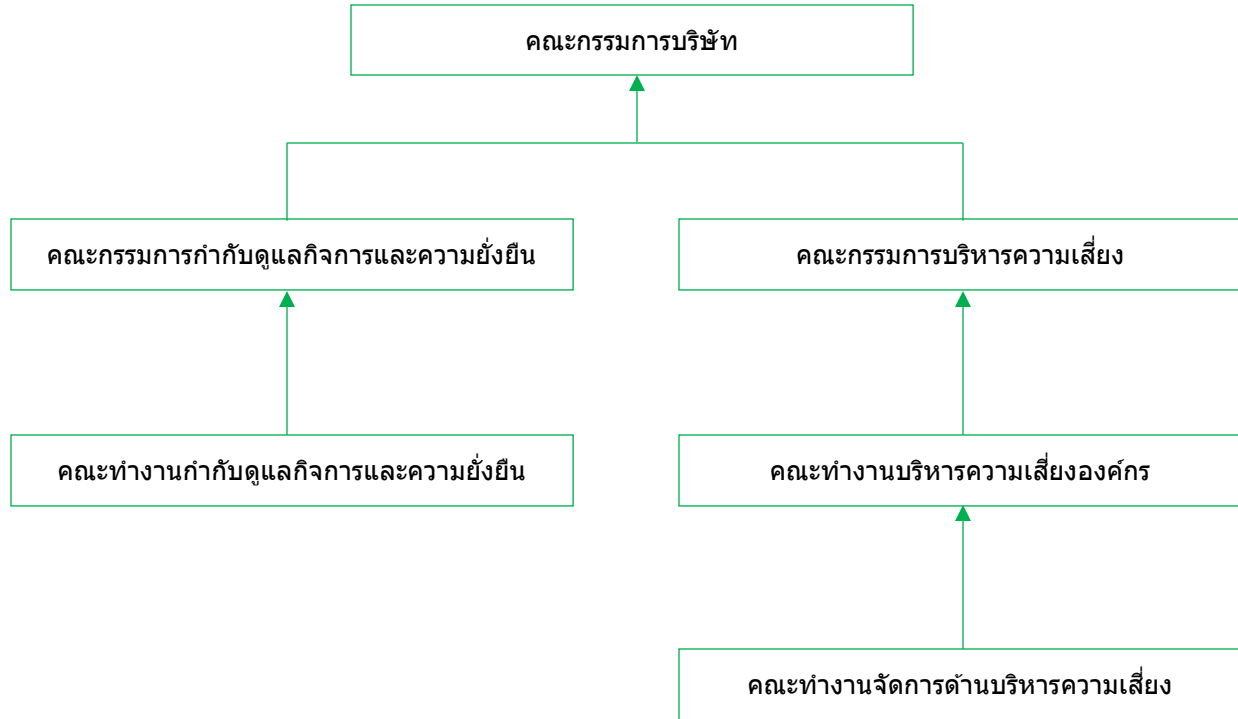 คณะกรรมการบริษัท
คณะกรรมการกำกับดูแลกิจการและความยั่งยืน
คณะกรรมการบริหารความเสี่ยง
คณะทำงานกำกับดูแลกิจการและความยั่งยืน
คณะทำงานบริหารความเสี่ยงองค์กร
คณะทำงานจัดการด้านบริหารความเสี่ยง